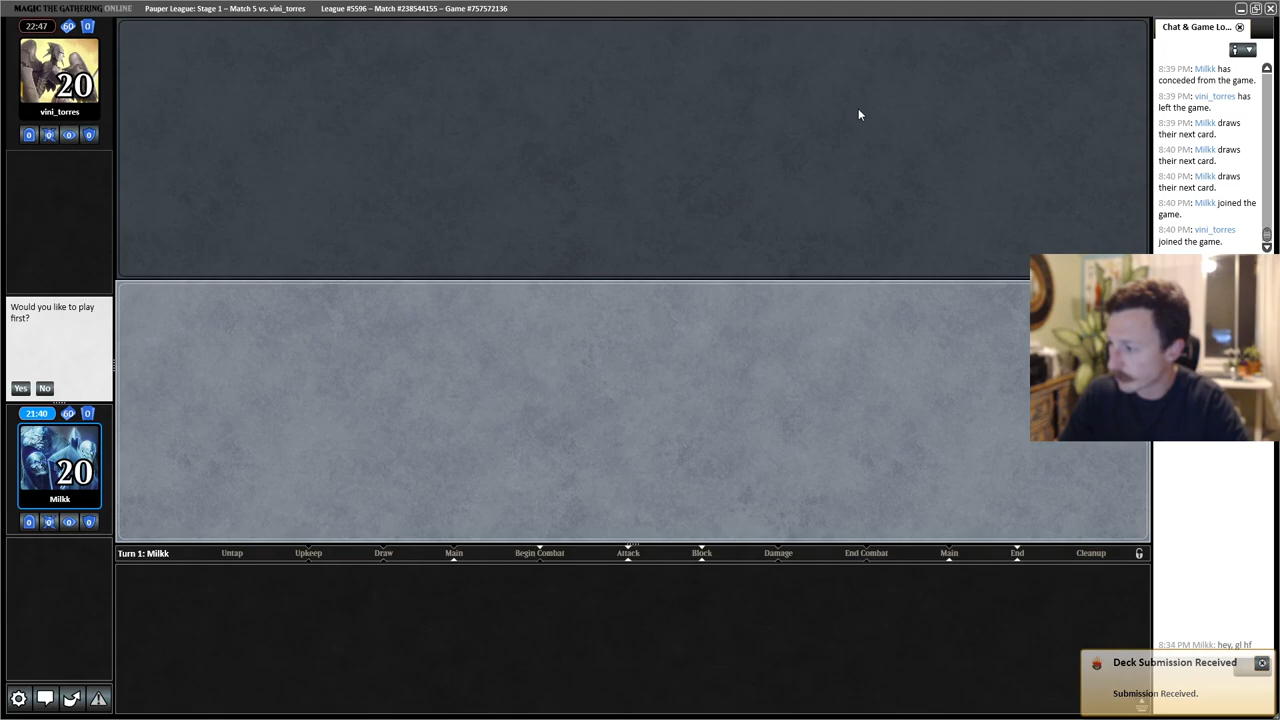 MAGIC THE GATHERING ONLINE
Pauper League: Stage 1 – Match 5 vs. vini_torres
League #5596 – Match #238544155 – Game #757572136
22:47
60
0
20
vini_torres
0
0
0
0
Would you like to play first?
Yes
No
21:40
60
0
20
Milkk
0
0
0
0
Turn 1: Milkk
Untap
Upkeep
Draw
Main
Begin Combat
Attack
Block
Damage
End Combat
Main
End
Cleanup
Chat & Game Lo...
8:39 PM: Milkk has
conceded from the game.
8:39 PM: vini_torres has
left the game.
8:39 PM: Milkk draws
their next card.
8:40 PM: Milkk draws
their next card.
8:40 PM: Milkk draws
their next card.
8:40 PM: Milkk joined the
game.
8:40 PM: vini_torres
joined the game.
8:34 PM Milkk: hey, gl hf
Deck Submission Received
Submission Received.